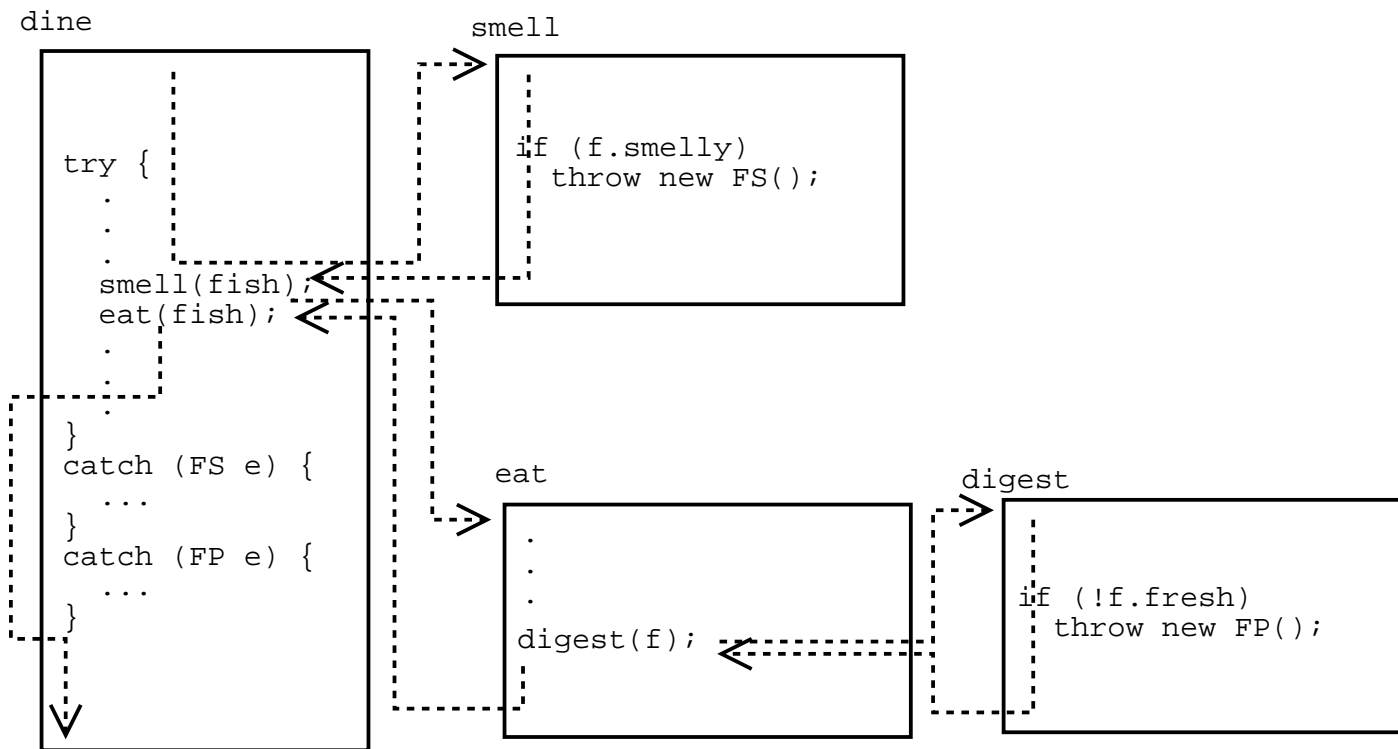 dine
try {
.
.
.
smell(fish);
eat(fish);
.
.
.
}
catch (FS e) {
...
}
catch (FP e) {
...
}
smell
if (f.smelly)
throw new FS();
eat
.
.
.
digest(f);
digest
if (!f.fresh)
throw new FP();